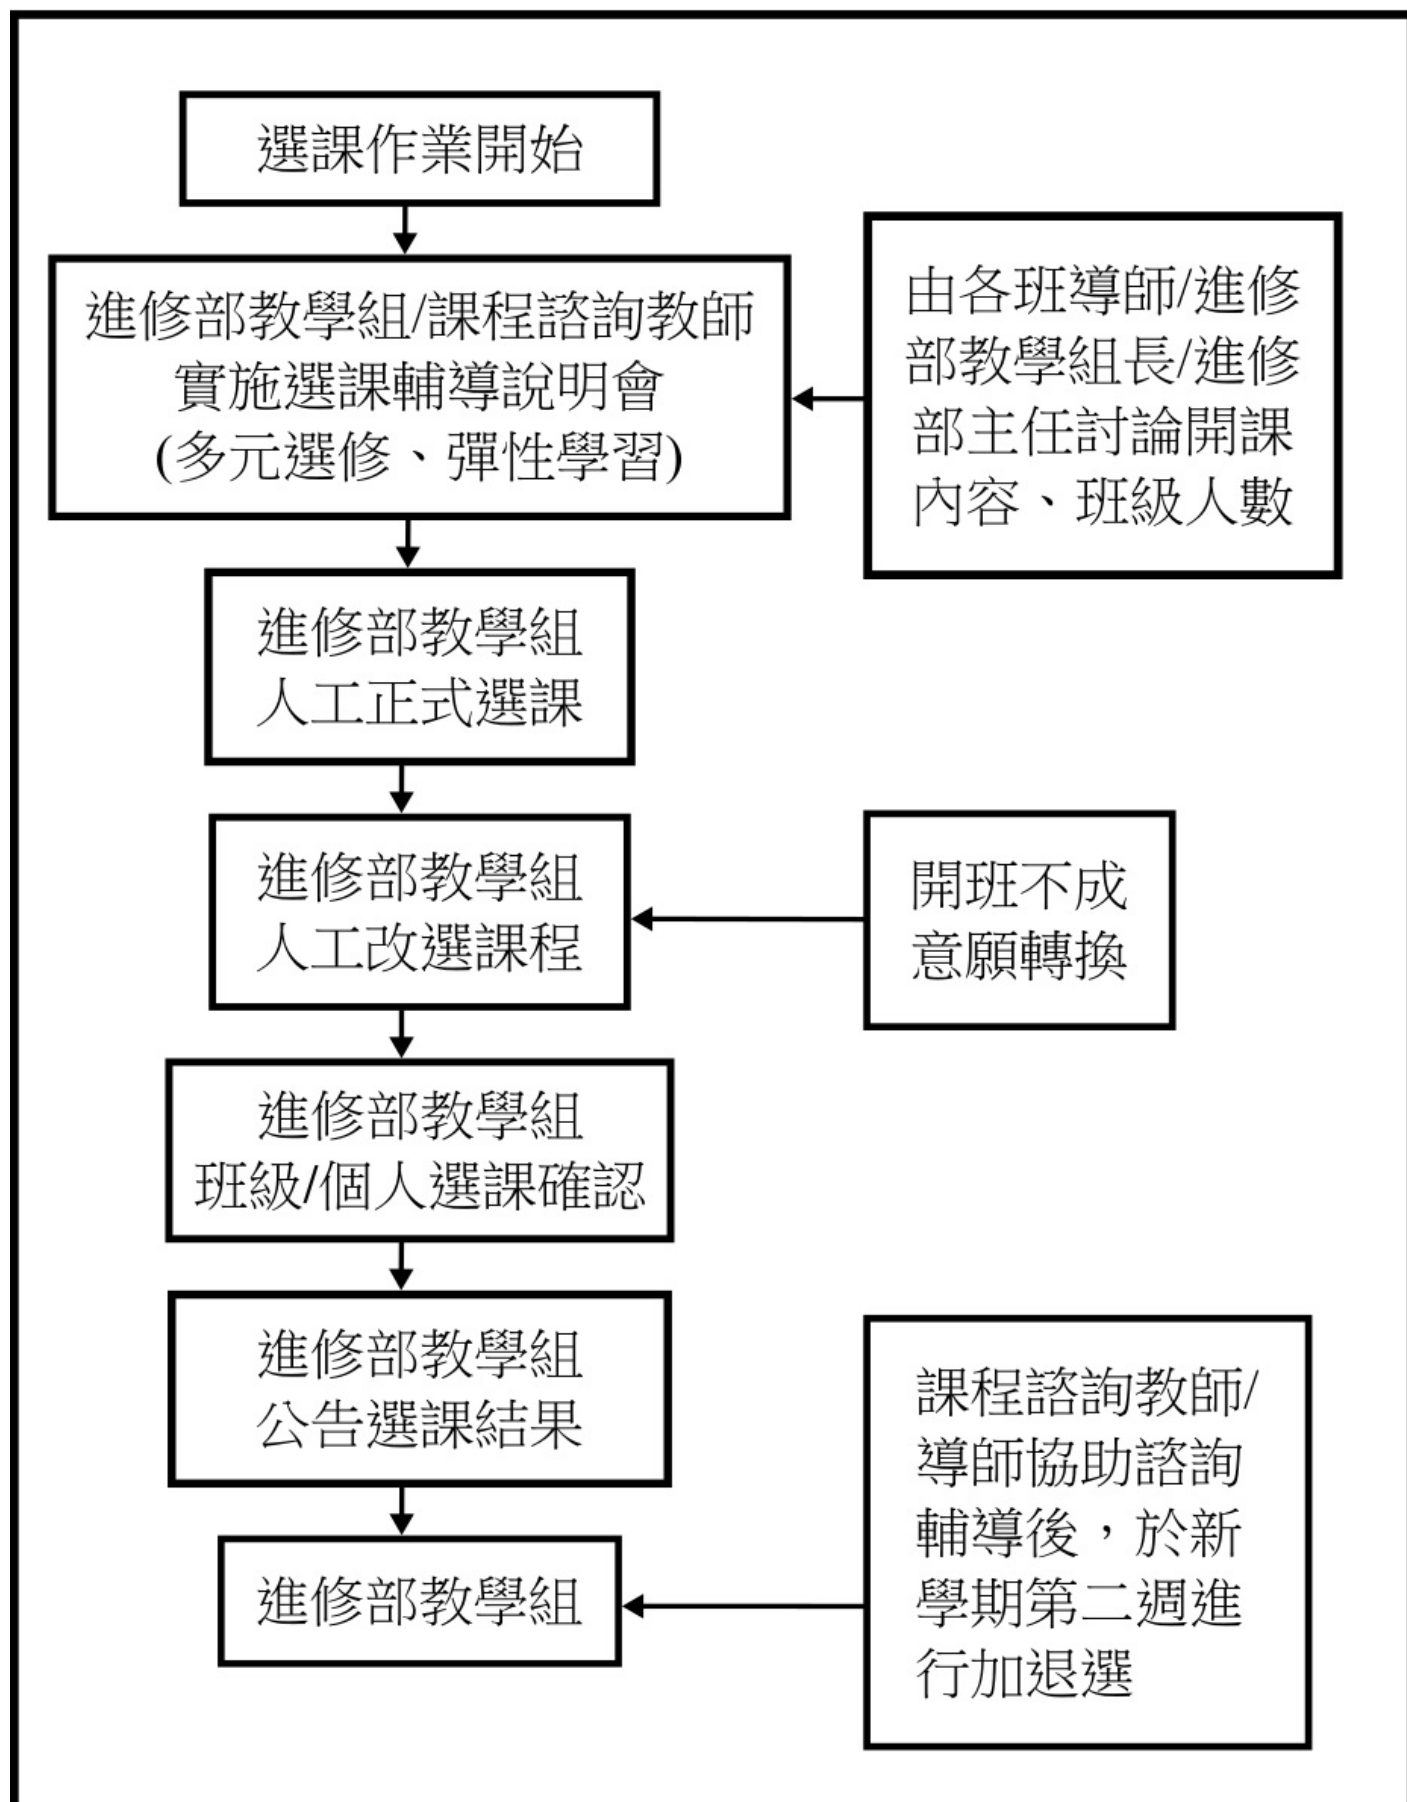 選課作業開始
進修部教學組/課程諮詢教師
實施選課輔導說明會
(多元選修、彈性學習)
由各班導師/進修
部教學組長/進修
部主任討論開課
內容、班級人數
進修部教學組
人工正式選課
進修部教學組
人工改選課程
開班不成
意願轉換
進修部教學組
班級/個人選課確認
進修部教學組
公告選課結果
進修部教學組
課程諮詢教師/
導師協助諮詢
輔導後，於新
學期第二週進
行加退選